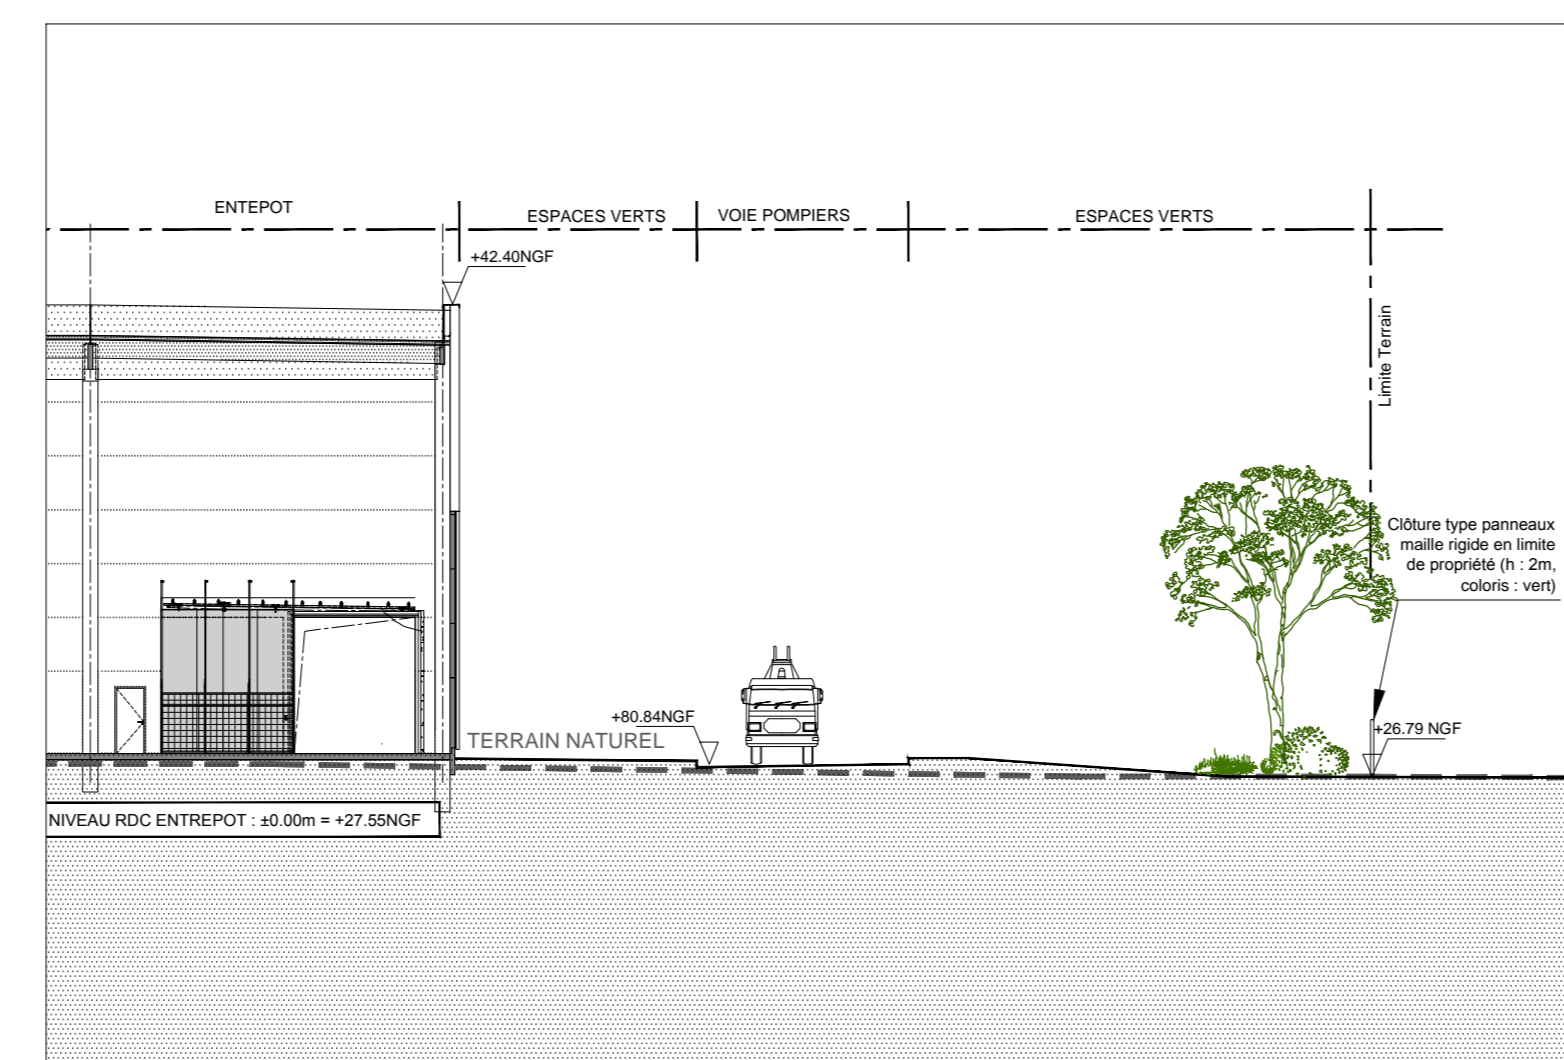 ENTEPOT
ESPACES VERTS
VOIE POMPIERS
ESPACES VERTS
+42.40NGF
Limite Terrain
Clôture type panneaux
maille rigide en limite
de propriété (h : 2m,
coloris : vert)
+80.84NGF
TERRAIN NATUREL
+26.79 NGF
NIVEAU RDC ENTREPOT : ±0.00m = +27.55NGF